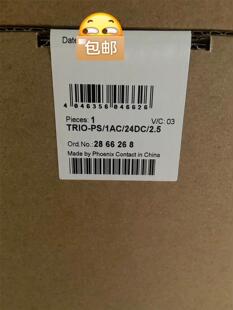 Date
包邮
4 046356 046626
Pieces: 1
V/C: 03
TRIO-PS/1AC/24DC/2.5
Ord.No.: 28 66 26 8
Made by Phoenix Contact in China